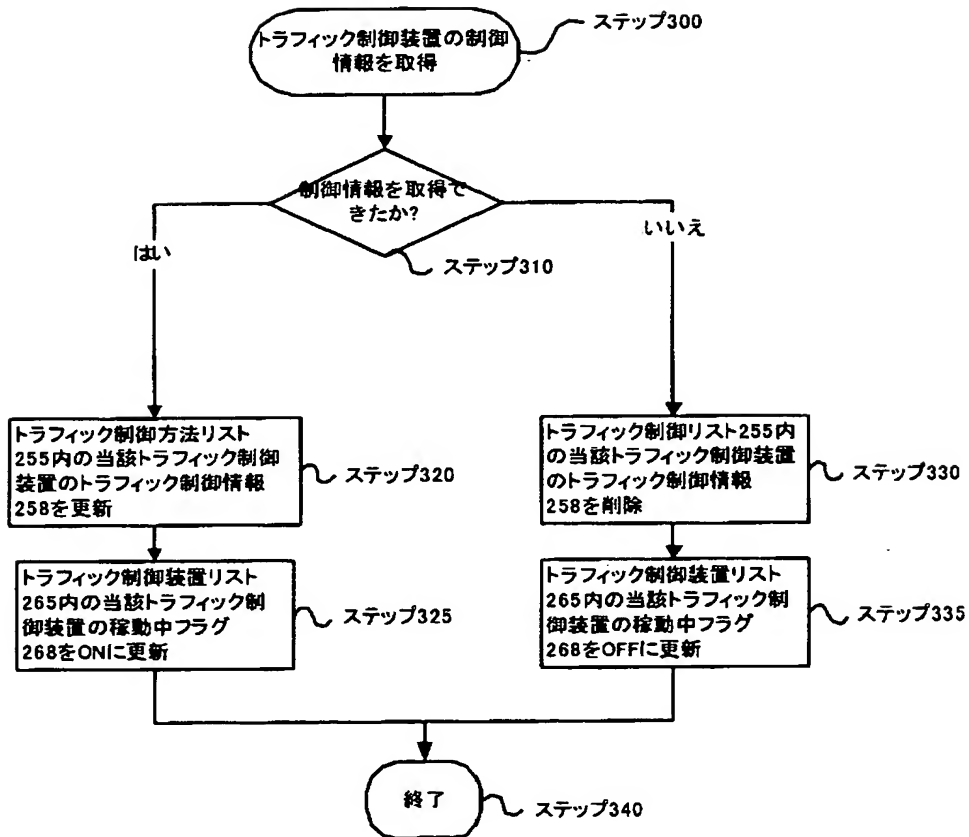 トラフィック制御装置の制御
情報を取得
ステップ300
制御情報を取得で
きたか?
ステップ310
はい
いいえ
トラフィック制御方法リスト
255内の当該トラフィック制御
装置のトラフィック制御情報
258を更新
ステップ320
トラフィック制御リスト255内
の当該トラフィック制御装置
のトラフィック制御情報
258を削除
ステップ330
トラフィック制御装置リスト
265内の当該トラフィック制
御装置の稼動中フラグ
268をONに更新
ステップ325
トラフィック制御装置リスト
265内の当該トラフィック制
御装置の稼動中フラグ
268をOFFに更新
ステップ335
終了
ステップ340